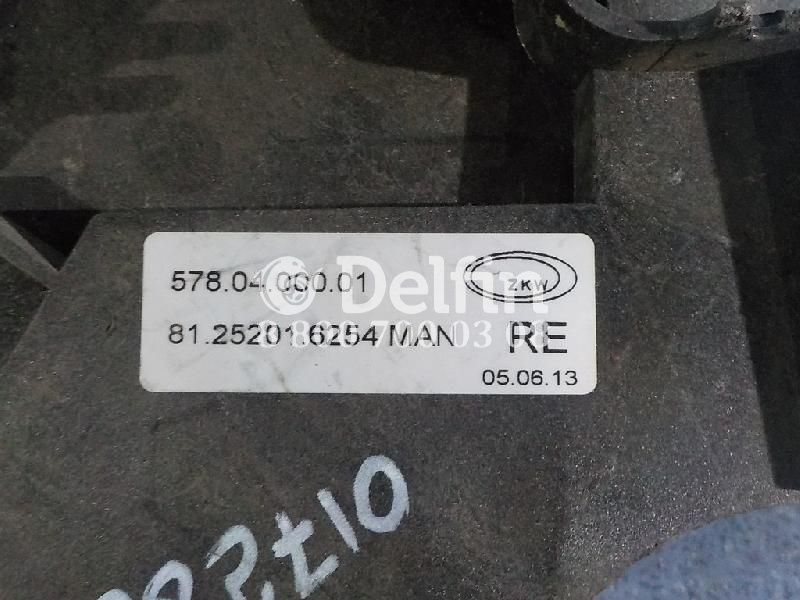 578.04.000.01
Delfin
ZKW
81.25201.6254 MAN
RE
05.06.13